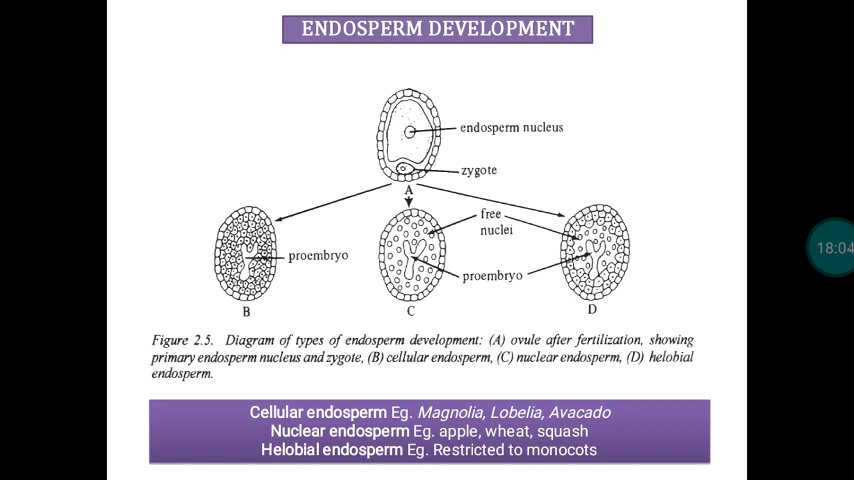 ENDOSPERM DEVELOPMENT
endosperm nucleus
zygote
A
free
nuclei
proembryo
proembryo
B
C
D
18:04
Figure 2.5. Diagram of types of endosperm development: (A) ovule after fertilization, showing
primary endosperm nucleus and zygote, (B) cellular endosperm, (C) nuclear endosperm, (D) helobial
endosperm.
Cellular endosperm Eg. Magnolia, Lobelia, Avacado
Nuclear endosperm Eg. apple, wheat, squash
Helobial endosperm Eg. Restricted to monocots